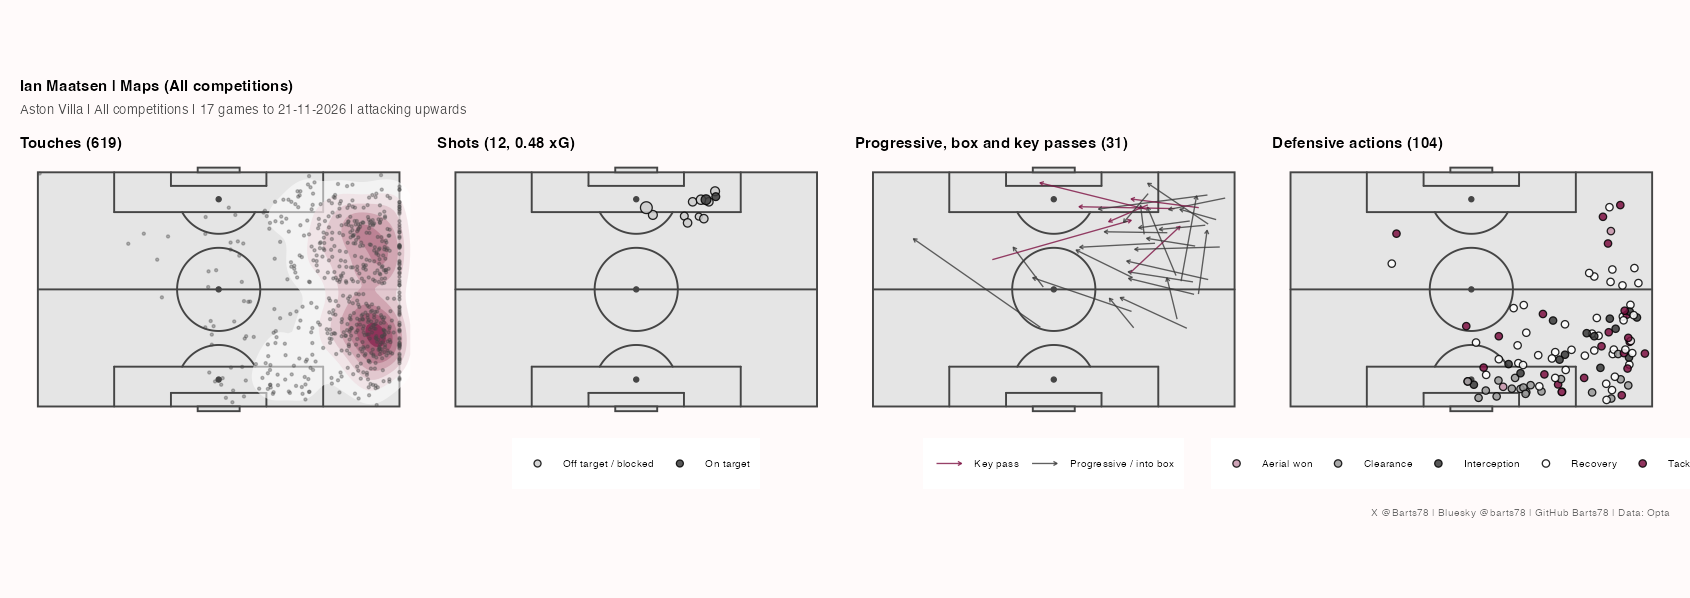 Ian Maatsen | Maps (All competitions)
Aston Villa | All competitions | 17 games to 21-11-2026 | attacking upwards
Touches (619)
Shots (12, 0.48 xG)
Progressive, box and key passes (31)
Defensive actions (104)
Off target / blocked
On target
Key pass
Progressive / into box
Aerial won
Clearance
Interception
Recovery
Tack
X @Barts78 | Bluesky @barts78 | GitHub Barts78 | Data: Opta